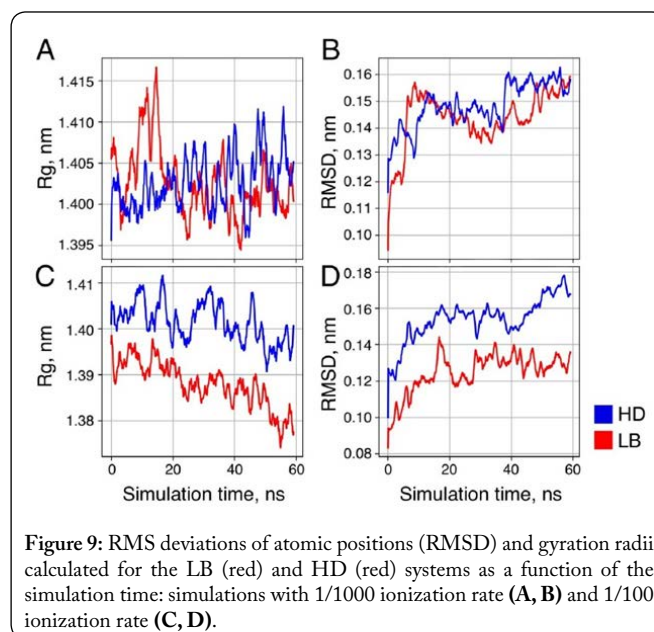 A
B
1.415
1.410
1.405
1.400
1.395
Rg, nm
0.16
0.15
0.14
0.13
0.12
0.11
0.10
RMSD, nm
C
D
1.41
1.40
1.39
1.38
Rg, nm
0.18
0.16
0.14
0.12
0.10
0.08
RMSD, nm
HD
LB
0 20 40 60
0 20 40 60
Simulation time, ns
Simulation time, ns
Figure 9: RMS deviations of atomic positions (RMSD) and gyration radii
calculated for the LB (red) and HD (red) systems as a function of the
simulation time: simulations with 1/1000 ionization rate (A, B) and 1/100
ionization rate (C, D).